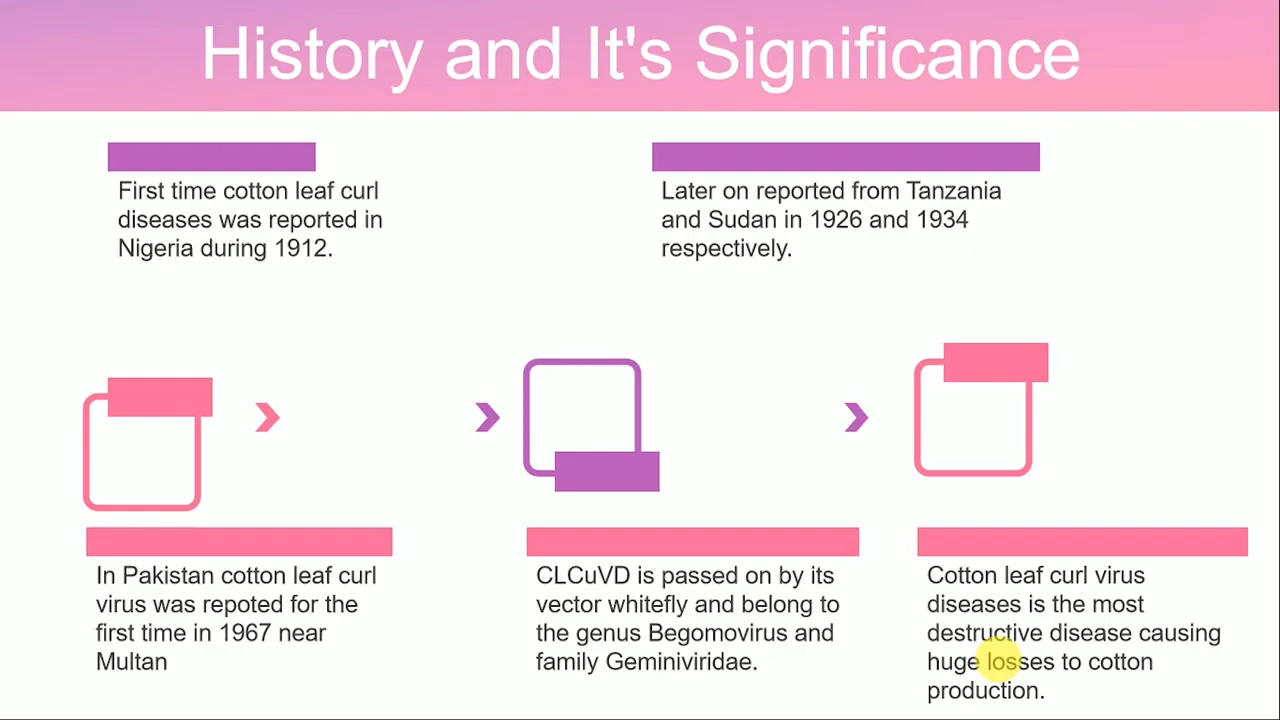 History and It's Significance
First time cotton leaf curl
diseases was reported in
Nigeria during 1912.
Later on reported from Tanzania
and Sudan in 1926 and 1934
respectively.
In Pakistan cotton leaf curl
virus was repoted for the
first time in 1967 near
Multan
CLCuVD is passed on by its
vector whitefly and belong to
the genus Begomovirus and
family Geminiviridae.
Cotton leaf curl virus
diseases is the most
destructive disease causing
huge losses to cotton
production.